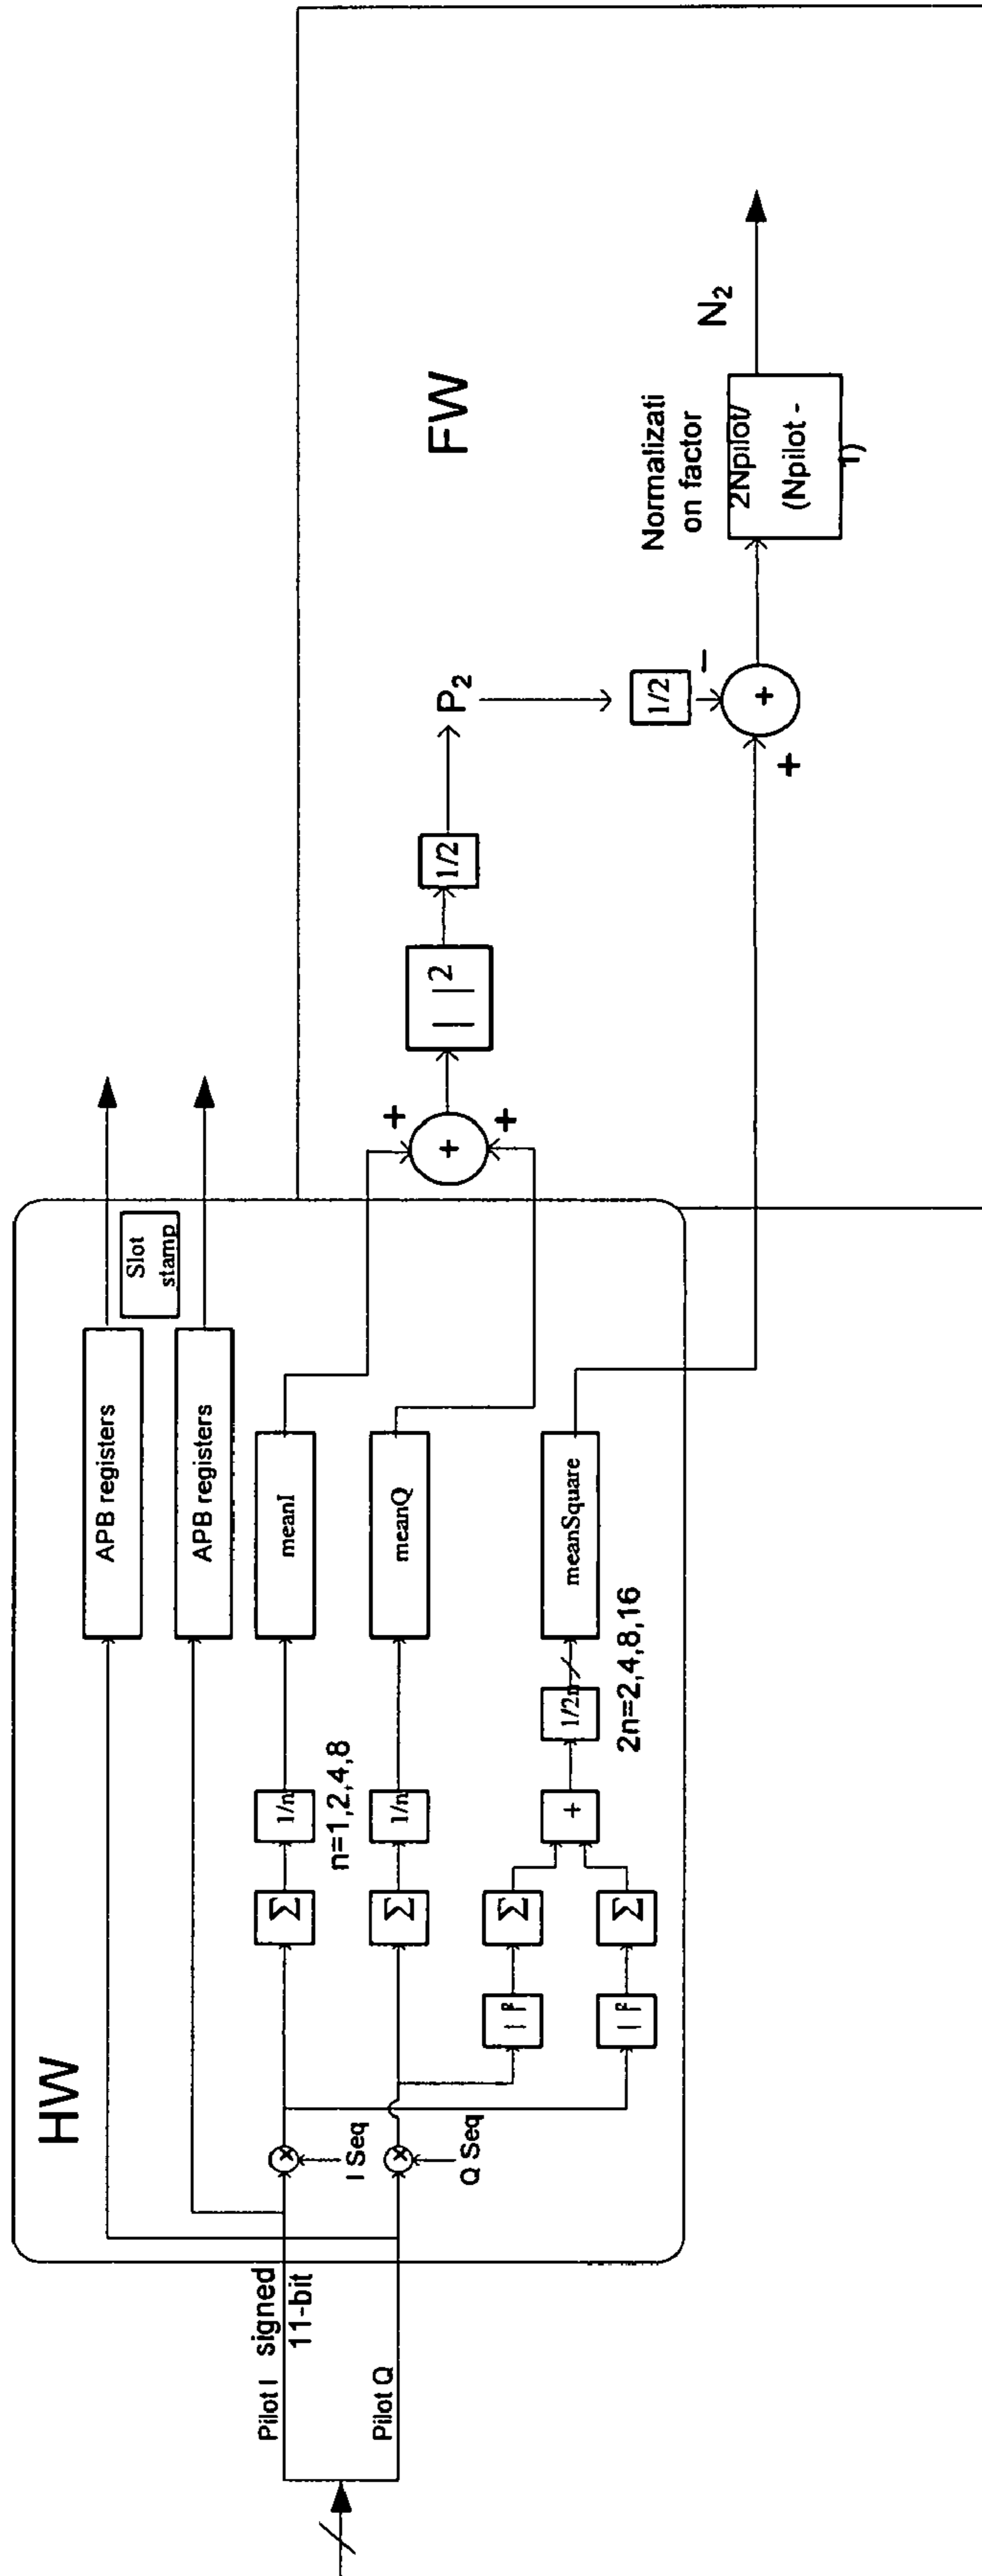 HW
FW
Pilot I
signed
11-bit
Pilot Q
I Seq
Q Seq
APB registers
Slot
stamp
APB registers
Σ
1/n
meanI
n=1,2,4,8
Σ
1/n
meanQ
Σ
Σ
+
1/2n
meanSquare
2n=2,4,8,16
+
+
+
| |2
1/2
P2
1/2
−
+
+
Normalizati
on factor
2Npilot/
(Npilot -
1)
N2